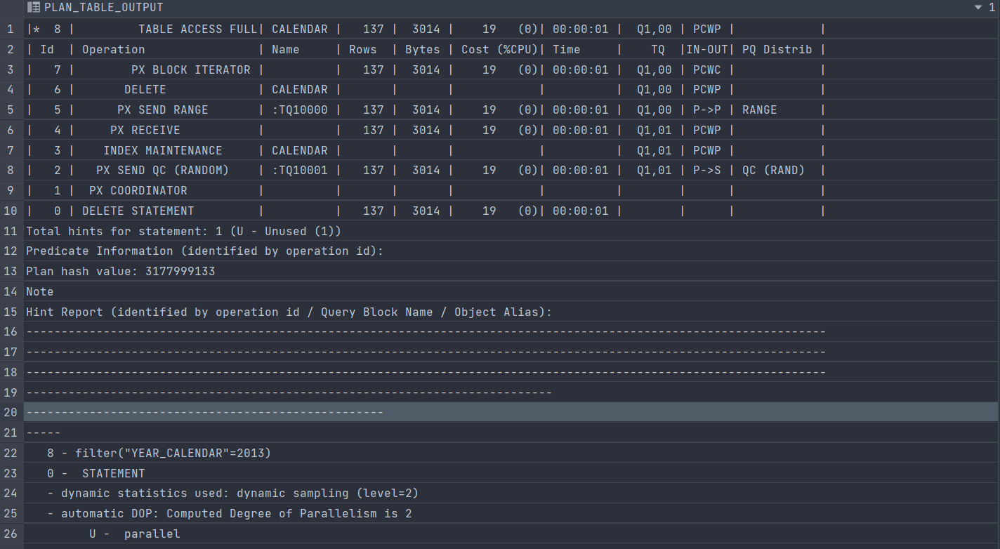 PLAN_TABLE_OUTPUT 1
1 |*  8 |         TABLE ACCESS FULL| CALENDAR |   137 |  3014 |    19   (0)| 00:00:01 |  Q1,00 | PCWP |            |
2 | Id  | Operation                | Name     | Rows  | Bytes | Cost (%CPU)| Time     |    TQ  |IN-OUT| PQ Distrib |
3 |   7 |        PX BLOCK ITERATOR |          |   137 |  3014 |    19   (0)| 00:00:01 |  Q1,00 | PCWC |            |
4 |   6 |       DELETE             | CALENDAR |       |       |            |          |  Q1,00 | PCWP |            |
5 |   5 |      PX SEND RANGE       | :TQ10000 |   137 |  3014 |    19   (0)| 00:00:01 |  Q1,00 | P->P | RANGE      |
6 |   4 |     PX RECEIVE           |          |   137 |  3014 |    19   (0)| 00:00:01 |  Q1,01 | PCWP |            |
7 |   3 |    INDEX MAINTENANCE     | CALENDAR |       |       |            |          |  Q1,01 | PCWP |            |
8 |   2 |   PX SEND QC (RANDOM)    | :TQ10001 |   137 |  3014 |    19   (0)| 00:00:01 |  Q1,01 | P->S | QC (RAND)  |
9 |   1 |  PX COORDINATOR          |          |       |       |            |          |        |      |            |
10 |   0 | DELETE STATEMENT         |          |   137 |  3014 |    19   (0)| 00:00:01 |        |      |            |
11 Total hints for statement: 1 (U - Unused (1))
12 Predicate Information (identified by operation id):
13 Plan hash value: 3177999133
14 Note
15 Hint Report (identified by operation id / Query Block Name / Object Alias):
16 ------------------------------------------------------------------------------------------------------------------
17 ------------------------------------------------------------------------------------------------------------------
18 ------------------------------------------------------------------------------------------------------------------
19 ---------------------------------------------------------------------------
20 ---------------------------------------------------
21 -----
22    8 - filter("YEAR_CALENDAR"=2013)
23    0 -  STATEMENT
24    - dynamic statistics used: dynamic sampling (level=2)
25    - automatic DOP: Computed Degree of Parallelism is 2
26          U -  parallel